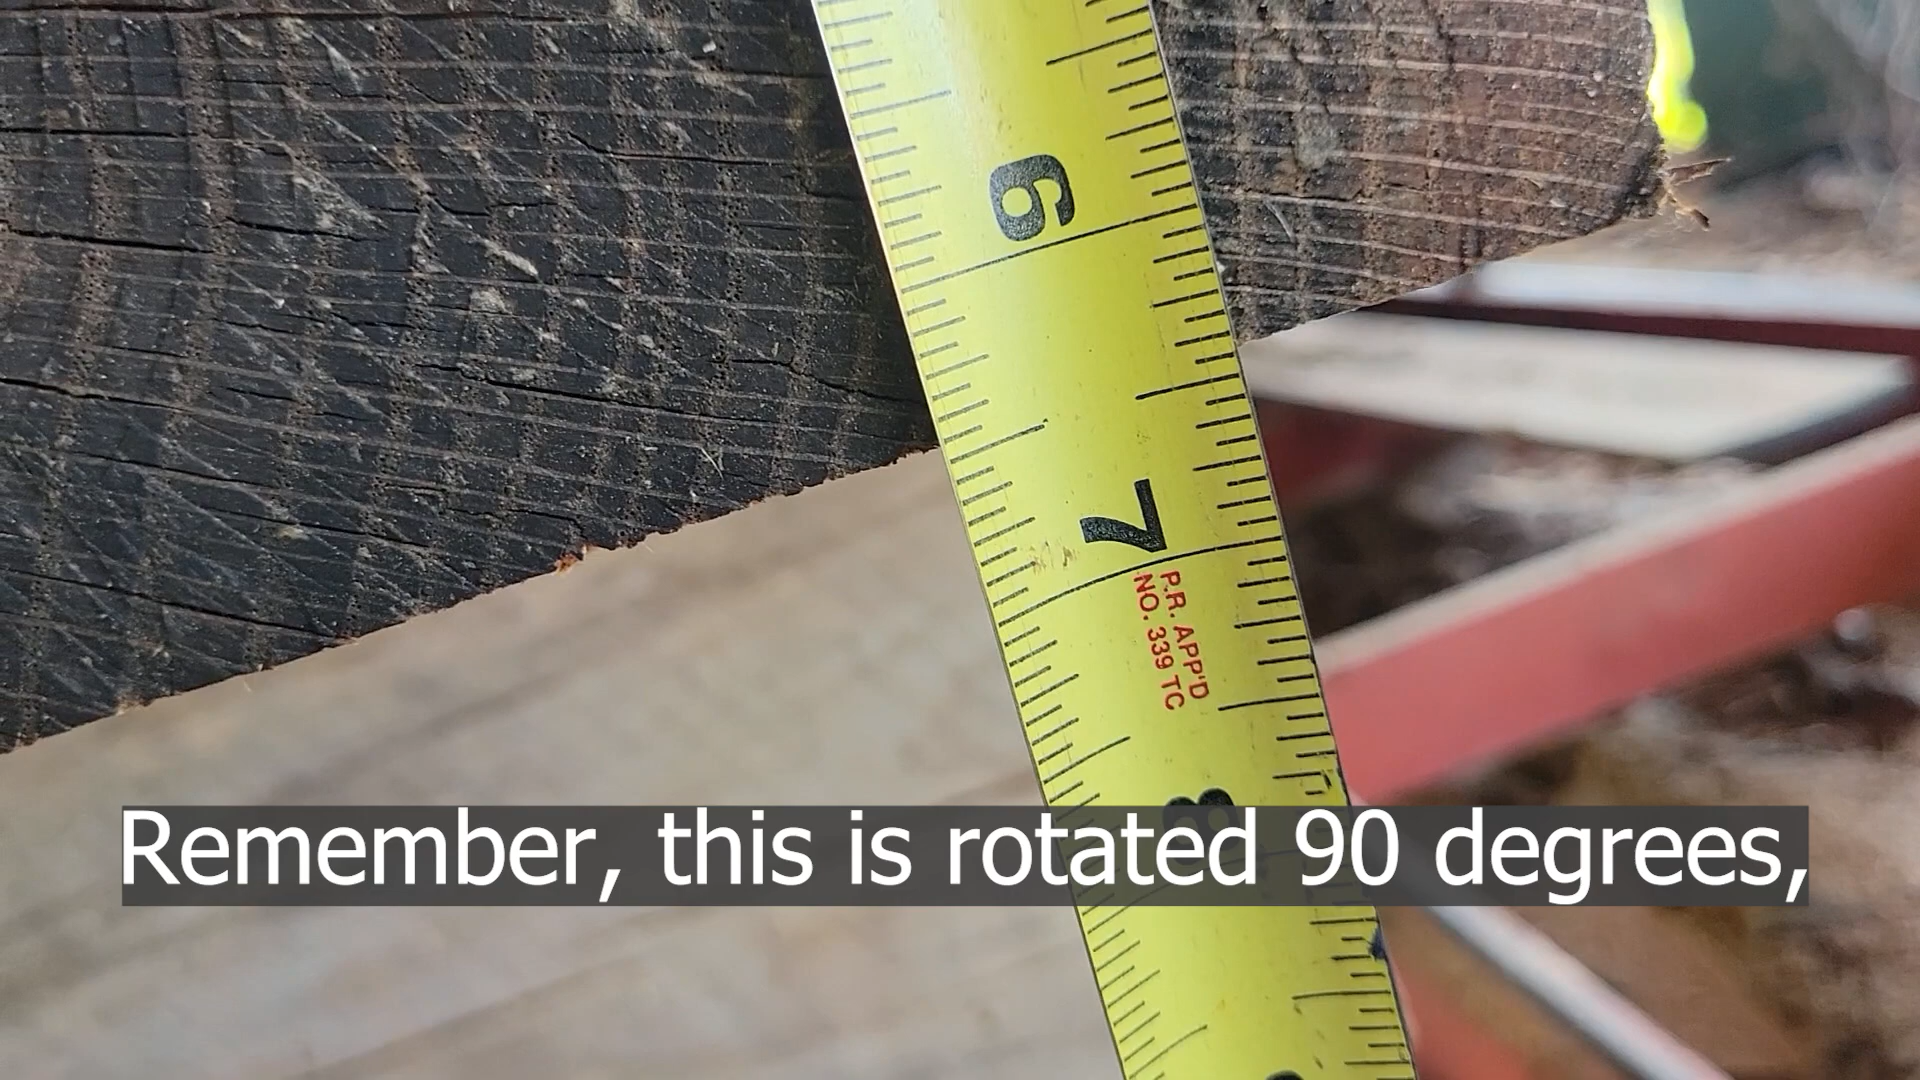 6
7
P.R. APP'D
NO. 339 TC
8
Remember, this is rotated 90 degrees,